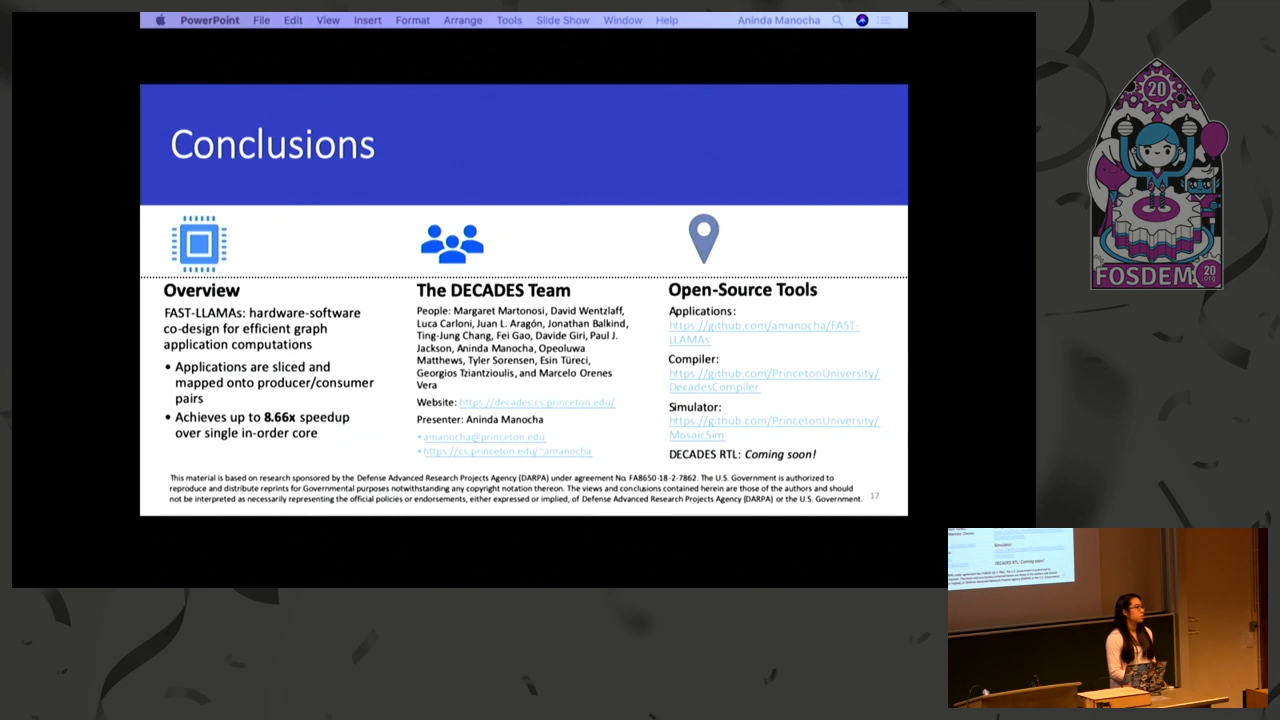 PowerPoint File Edit View Insert Format Arrange Tools Slide Show Window Help Aninda Manocha
Conclusions
Overview
FAST-LLAMAs: hardware-software
co-design for efficient graph
application computations
• Applications are sliced and
mapped onto producer/consumer
pairs
• Achieves up to 8.66x speedup
over single in-order core
The DECADES Team
People: Margaret Martonosi, David Wentzlaff,
Luca Carloni, Juan L. Aragón, Jonathan Balkind,
Ting-Jung Chang, Fei Gao, Davide Giri, Paul J.
Jackson, Aninda Manocha, Opeoluwa
Matthews, Tyler Sorensen, Esin Türeci,
Georgios Tziantzioulis, and Marcelo Orenes
Vera
Website: https://decades.cs.princeton.edu/
Presenter: Aninda Manocha
• amanocha@princeton.edu
• https://cs.princeton.edu/~amanocha
Open-Source Tools
Applications:
https://github.com/amanocha/FAST-
LLAMAs
Compiler:
https://github.com/PrincetonUniversity/
DecadesCompiler
Simulator:
https://github.com/PrincetonUniversity/
MosaicSim
DECADES RTL: Coming soon!
This material is based on research sponsored by the Defense Advanced Research Projects Agency (DARPA) under agreement No. FA8650-18-2-7862. The U.S. Government is authorized to
reproduce and distribute reprints for Governmental purposes notwithstanding any copyright notation thereon. The views and conclusions contained herein are those of the authors and should
not be interpreted as necessarily representing the official policies or endorsements, either expressed or implied, of Defense Advanced Research Projects Agency (DARPA) or the U.S. Government.
17
20
FOSDEM
20
.org
Simulator:
DECADES RTL: Coming soon!